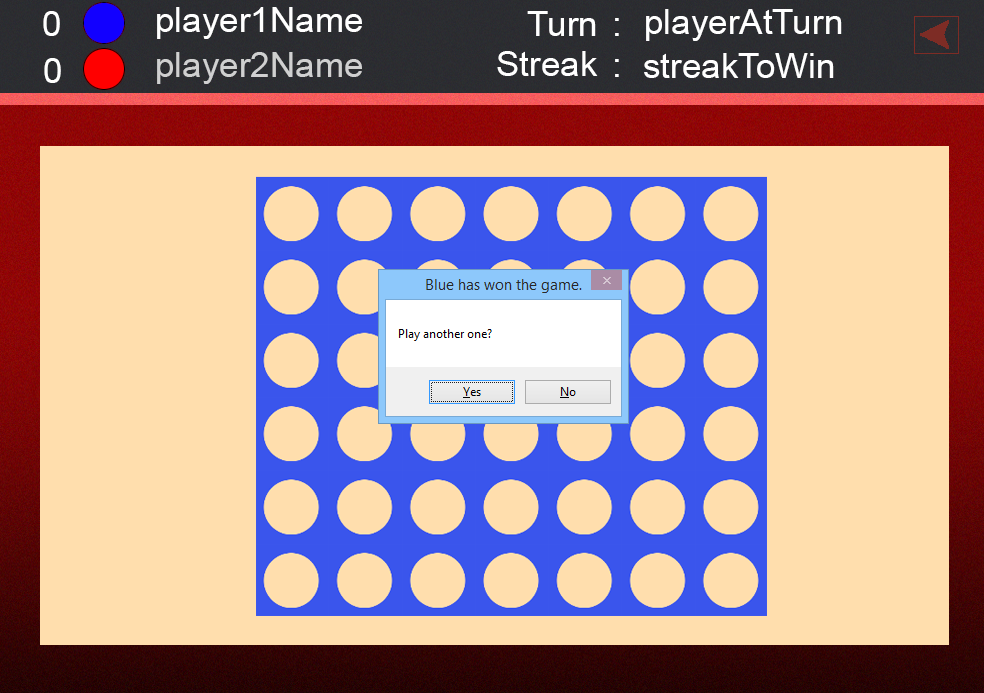 0 player1Name Turn : playerAtTurn
0 player2Name Streak : streakToWin
Blue has won the game.
Play another one?
Yes No